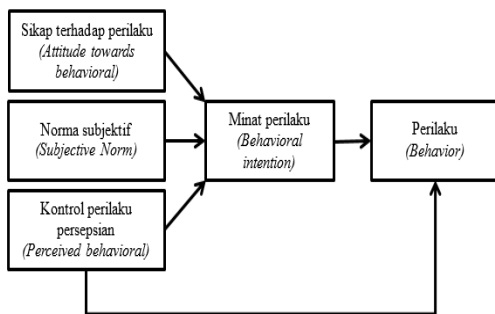 Sikap terhadap perilaku
(Attitude towards
behavioral)
Norma subjektif
(Subjective Norm)
Kontrol perilaku
persepsian
(Perceived behavioral)
Minat perilaku
(Behavioral
intention)
Perilaku
(Behavior)